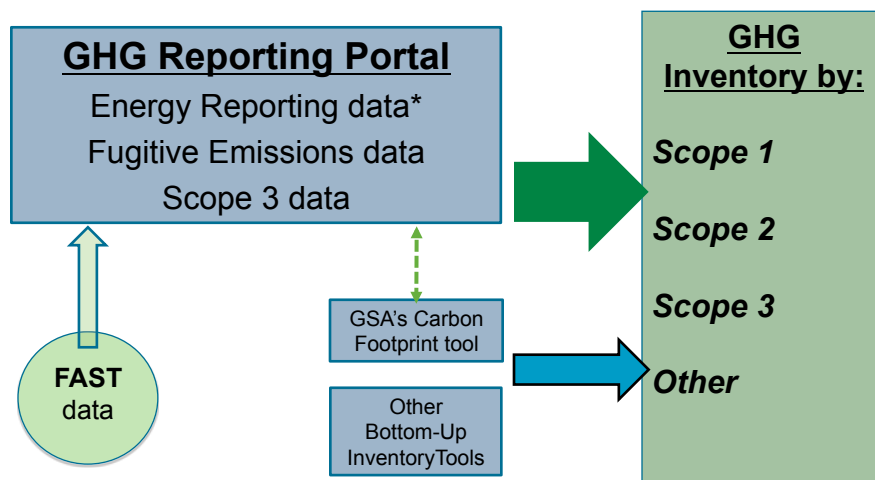 GHG Reporting Portal
Energy Reporting data*
Fugitive Emissions data
Scope 3 data
FAST
data
GSA's Carbon
Footprint tool
Other
Bottom-Up
InventoryTools
GHG
Inventory by:
Scope 1
Scope 2
Scope 3
Other